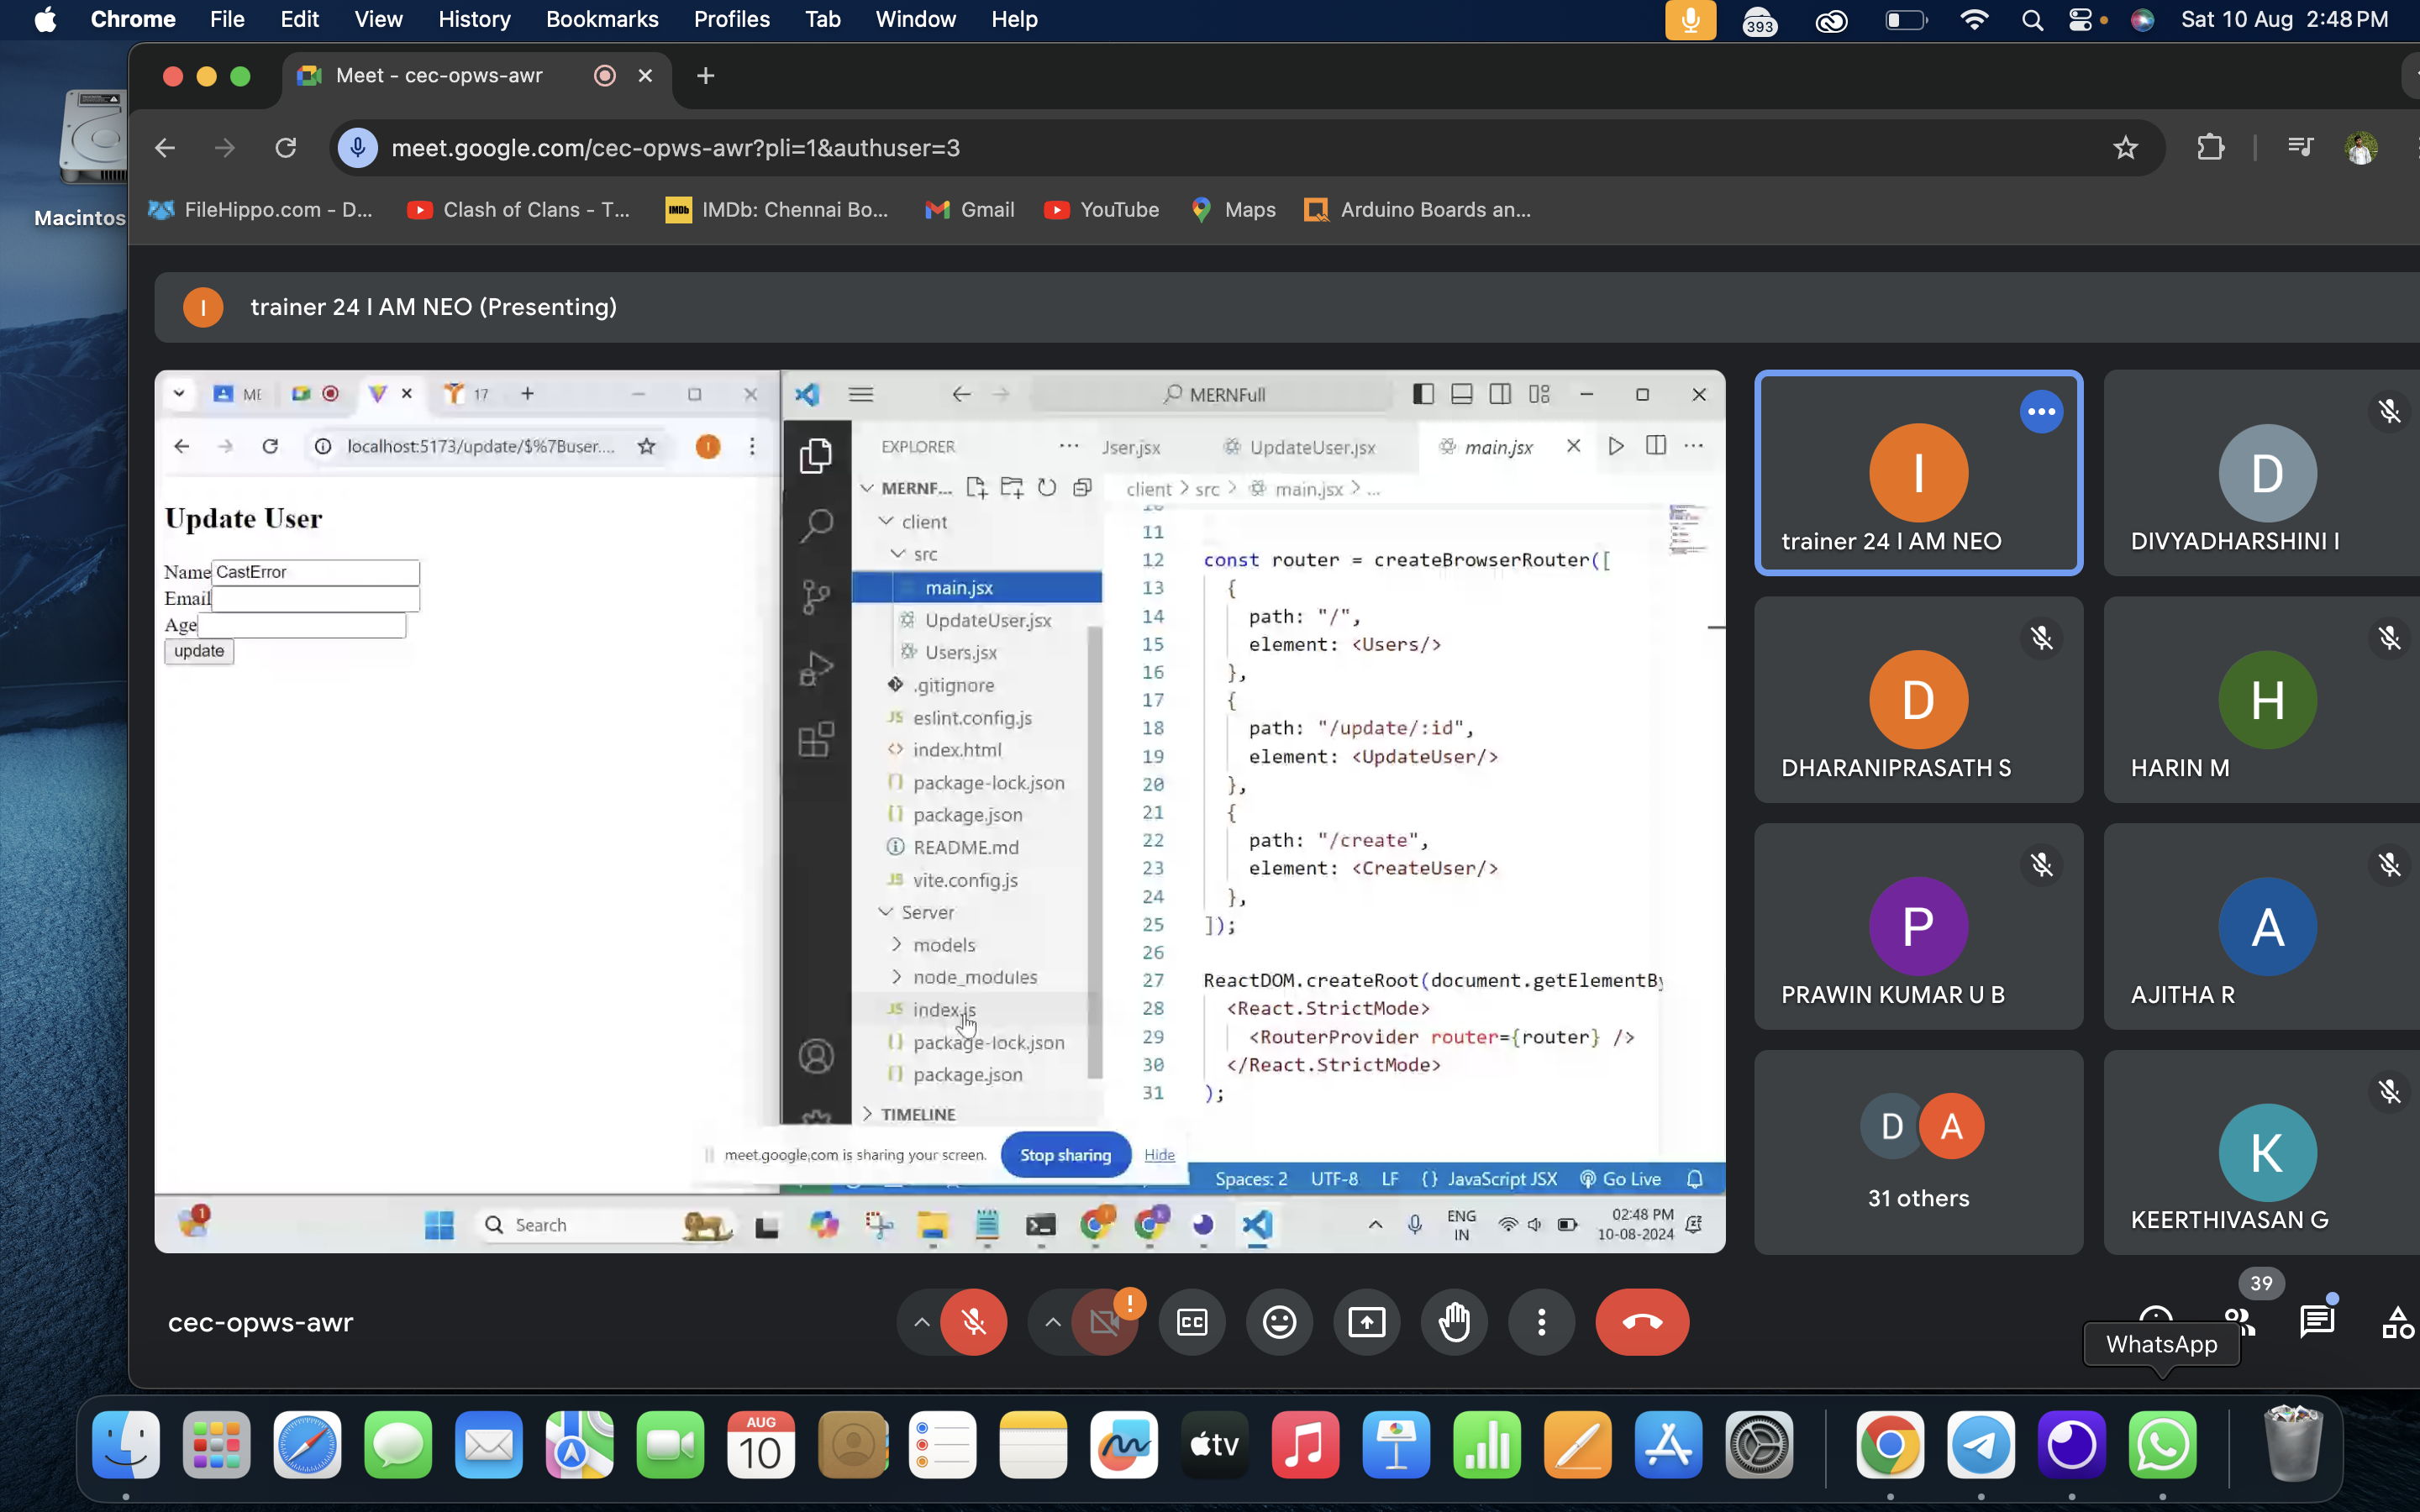 Chrome File Edit View History Bookmarks Profiles Tab Window Help 393 Sat 10 Aug 2:48 PM
Meet - cec-opws-awr
meet.google.com/cec-opws-awr?pli=1&authuser=3
FileHippo.com - D... Clash of Clans - T... IMDb IMDb: Chennai Bo... Gmail YouTube Maps Arduino Boards an...
Macintos
I trainer 24 I AM NEO (Presenting)
ME 17 MERNFull
localhost:5173/update/$%7Buser....
EXPLORER ... User.jsx UpdateUser.jsx main.jsx
MERNF... client > src > main.jsx > ...
Update User
Name CastError
Email
Age
update
client
src
main.jsx
UpdateUser.jsx
Users.jsx
.gitignore
JS eslint.config.js
<> index.html
{} package-lock.json
{} package.json
README.md
JS vite.config.js
Server
models
node_modules
JS index.js
{} package-lock.json
{} package.json
TIMELINE
10
11
12 const router = createBrowserRouter([
13 {
14 path: "/",
15 element: <Users/>
16 },
17 {
18 path: "/update/:id",
19 element: <UpdateUser/>
20 },
21 {
22 path: "/create",
23 element: <CreateUser/>
24 },
25 ]);
26
27 ReactDOM.createRoot(document.getElementBy
28 <React.StrictMode>
29 <RouterProvider router={router} />
30 </React.StrictMode>
31 );
meet.google.com is sharing your screen. Stop sharing Hide
Spaces: 2 UTF-8 LF {} JavaScript JSX Go Live
1 Search ENG IN 02:48 PM 10-08-2024
I
trainer 24 I AM NEO
D
DIVYADHARSHINI I
D
DHARANIPRASATH S
H
HARIN M
P
PRAWIN KUMAR U B
A
AJITHA R
D A
31 others
K
KEERTHIVASAN G
cec-opws-awr
CC
39
WhatsApp
AUG
10
tv